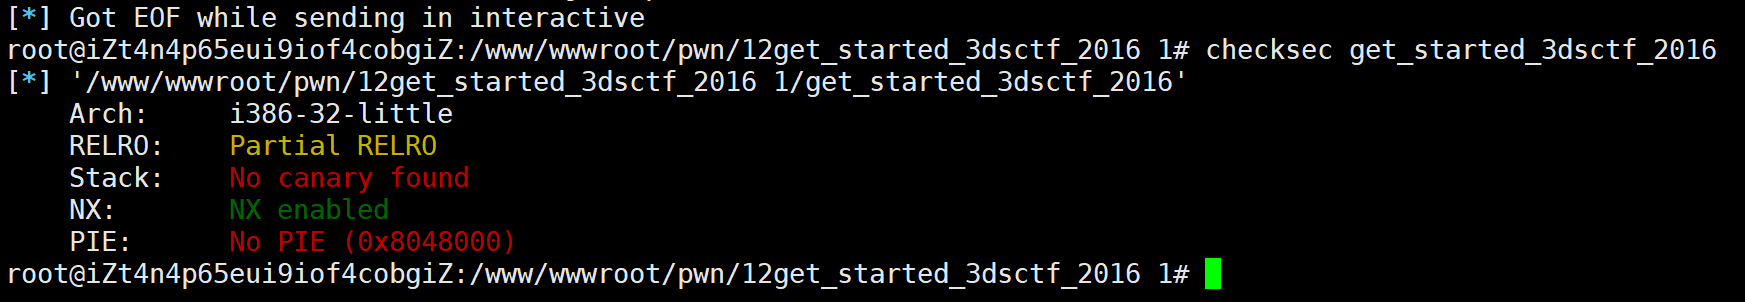 [*] Got EOF while sending in interactive
root@iZt4n4p65eui9iof4cobgiZ:/www/wwwroot/pwn/12get_started_3dsctf_2016 1# checksec get_started_3dsctf_2016
[*] '/www/wwwroot/pwn/12get_started_3dsctf_2016 1/get_started_3dsctf_2016'
    Arch:     i386-32-little
    RELRO:    Partial RELRO
    Stack:    No canary found
    NX:       NX enabled
    PIE:      No PIE (0x8048000)
root@iZt4n4p65eui9iof4cobgiZ:/www/wwwroot/pwn/12get_started_3dsctf_2016 1#